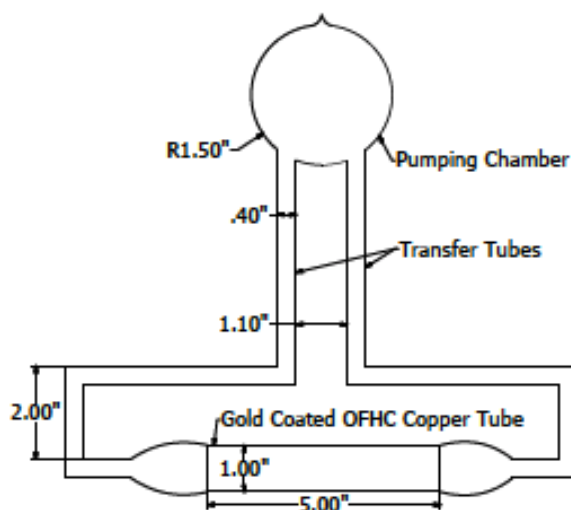 R1.50"
Pumping Chamber
.40"
Transfer Tubes
1.10"
2.00"
Gold Coated OFHC Copper Tube
1.00"
5.00"